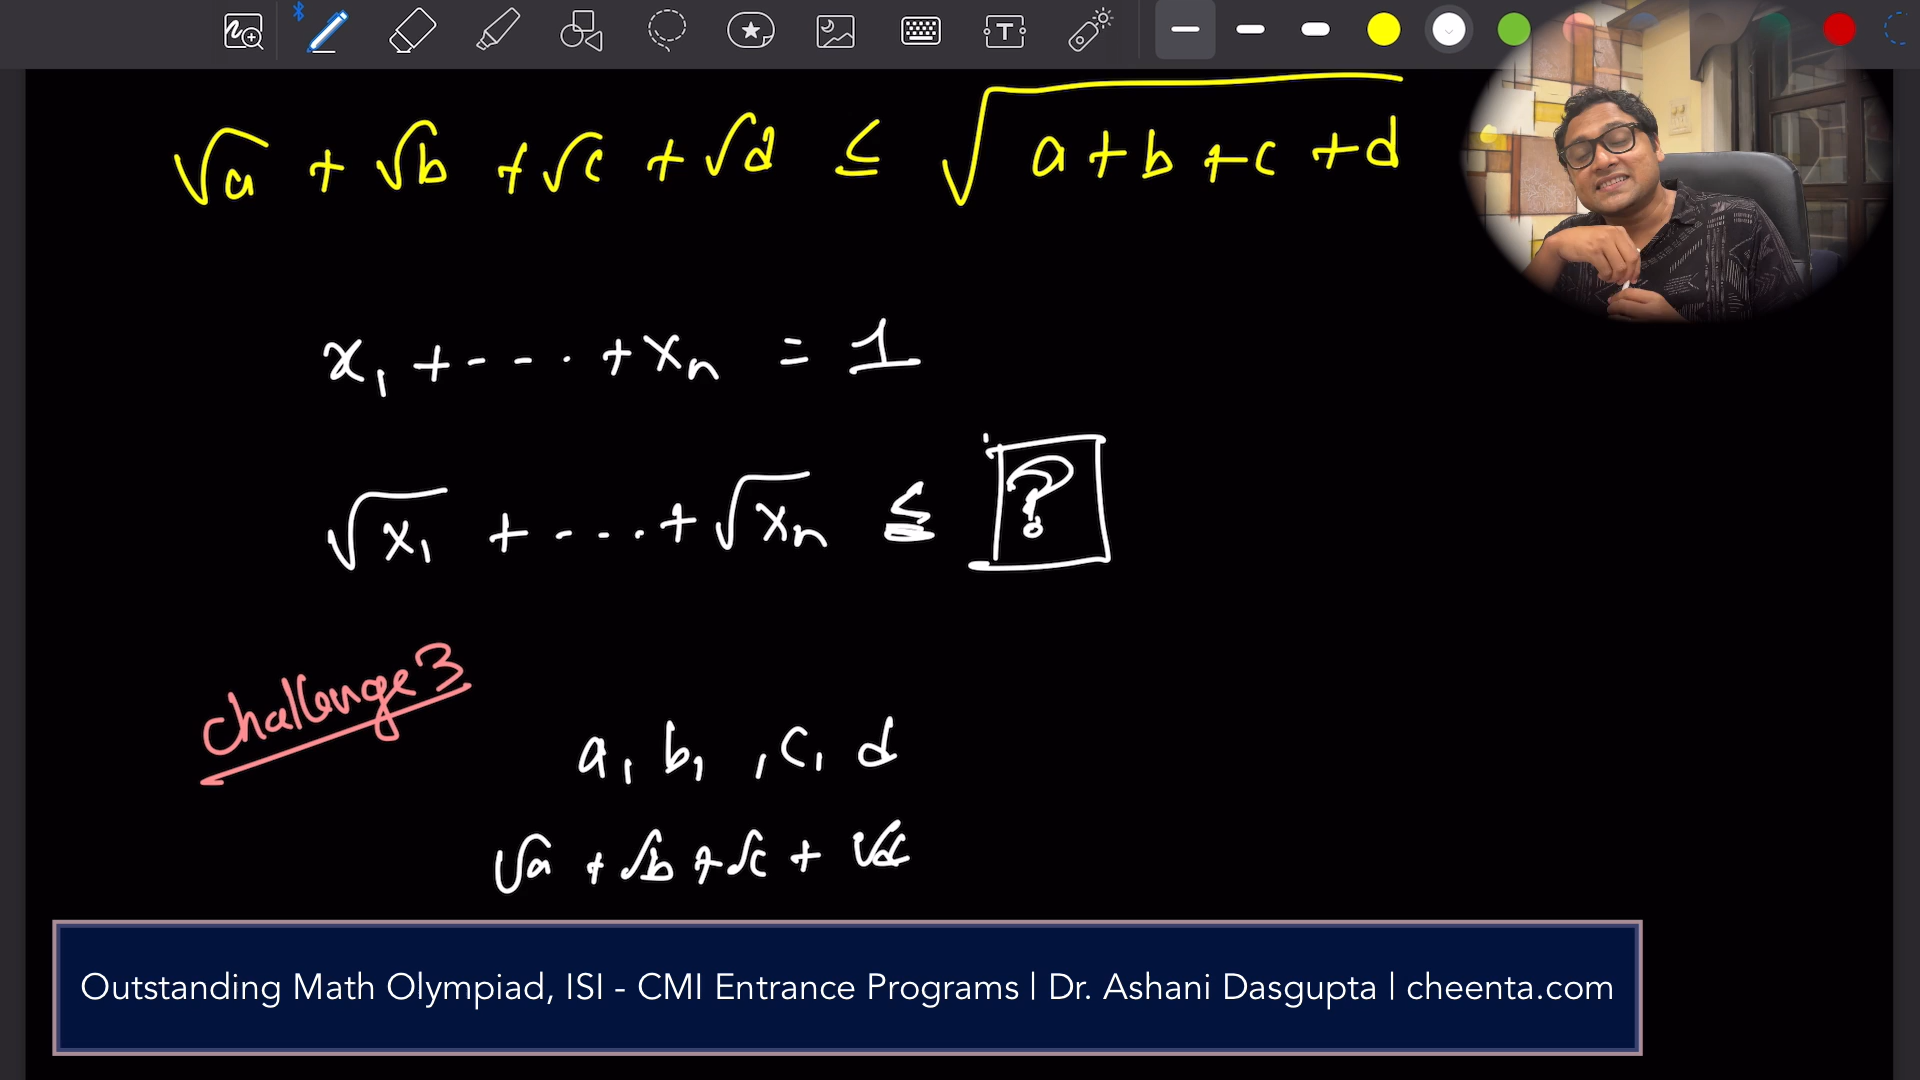 √a + √b + √c + √d ≤ √a+b+c+d
x₁ + --- . + xₙ = 1
√x₁ + - - - . + √xₙ ≤ ?
challenge 3
a, b, , c, d
√a + √b + √c + √d
Outstanding Math Olympiad, ISI - CMI Entrance Programs | Dr. Ashani Dasgupta | cheenta.com